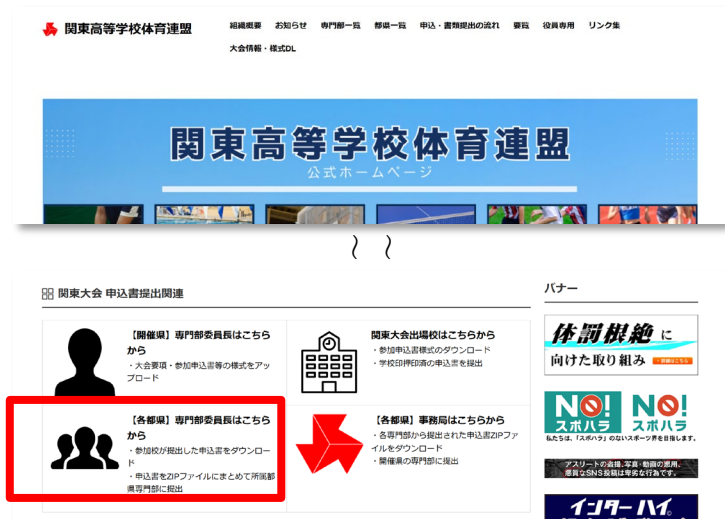 関東高等学校体育連盟
組織概要 お知らせ 専門部一覧 都県一覧 申込・書類提出の流れ 要覧 役員専用 リンク集
大会情報・様式DL
関東高等学校体育連盟
公式ホームページ
関東大会 申込書提出関連
【開催県】専門部委員長はこちら
から
・大会要項・参加申込書等の様式をアッ
プロード
関東大会出場校はこちらから
・参加申込書様式のダウンロード
・学校印押印済の申込書を提出
【各都県】専門部委員長はこちら
から
・参加校が提出した申込書をダウンロー
ド
・申込書をZIPファイルにまとめて所属都
県専門部に提出
【各都県】事務局はこちらから
・各専門部から提出された申込書ZIPファ
イルをダウンロード
・開催県の専門部に提出
バナー
体罰根絶に
向けた取り組み
NO! NO!
スポハラ スポハラ
私たちは、「スポハラ」のないスポーツ界を目指します。
アスリートの盗撮、写真・動画の悪用、
悪質なSNS投稿は卑劣な行為です。
インターハイ